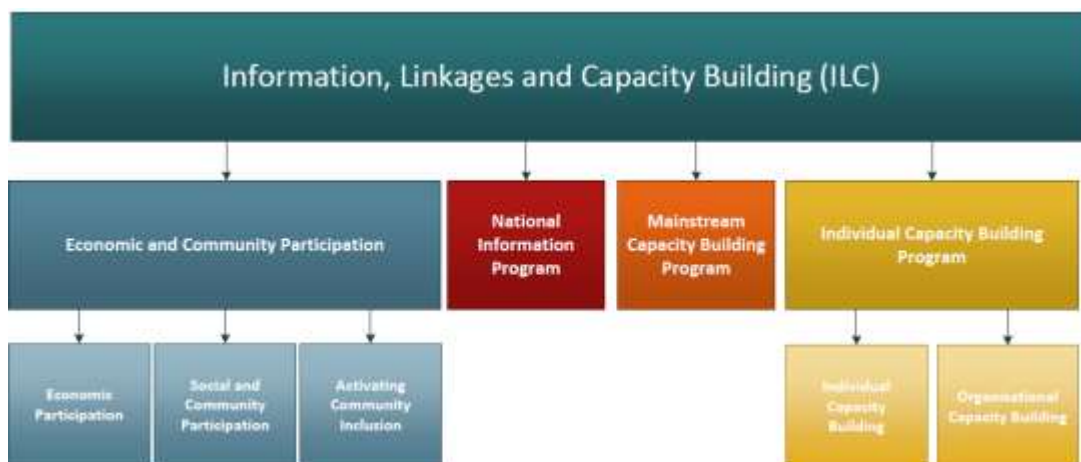 Information, Linkages and Capacity Building (ILC)
Economic and Community Participation
National
Information
Program
Mainstream
Capacity Building
Program
Individual Capacity Building
Program
Economic
Participation
Social and
Community
Participation
Activating
Community
Inclusion
Individual
Capacity
Building
Organisational
Capacity Building